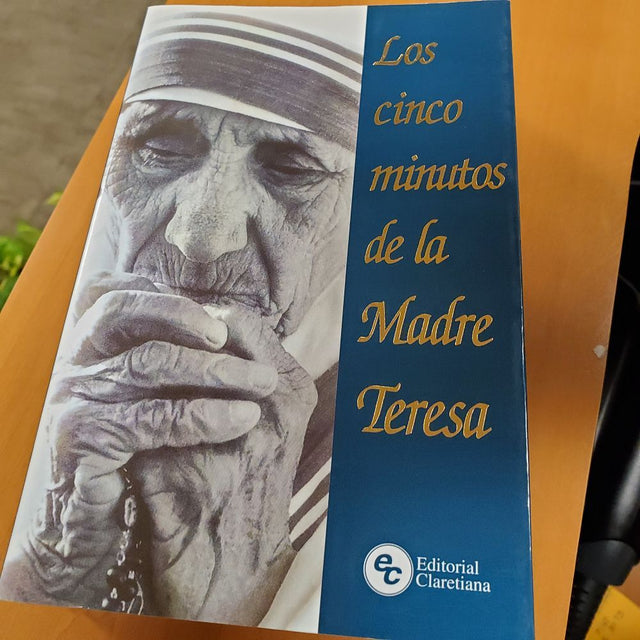 Los
cinco
minutos
de la
Madre
Teresa
ec
Editorial
Claretiana